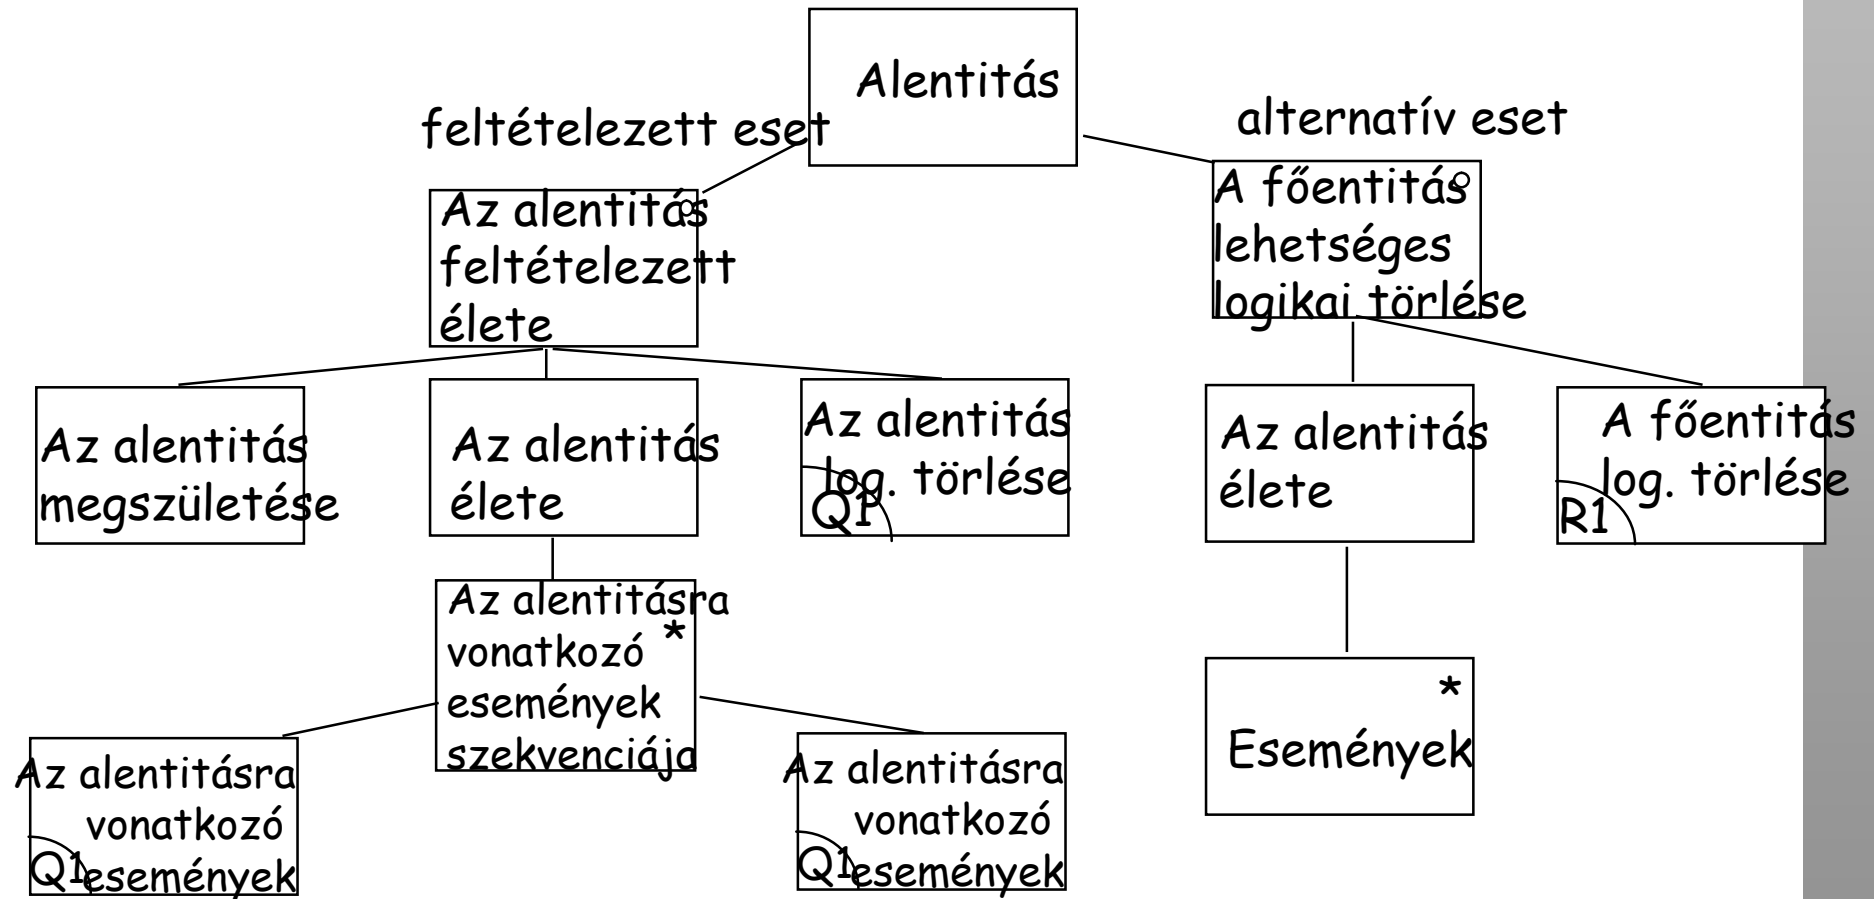 Alentitás
feltételezett eset
alternatív eset
Az alentitás
feltételezett
élete
A főentitás
lehetséges
logikai törlése
Az alentitás
megszületése
Az alentitás
élete
Az alentitás
log. törlése
Q1
Az alentitás
élete
A főentitás
log. törlése
R1
Az alentitásra
vonatkozó *
események
szekvenciája
Az alentitásra
vonatkozó
események
Q1
Az alentitásra
vonatkozó
események
Q1
*
Események